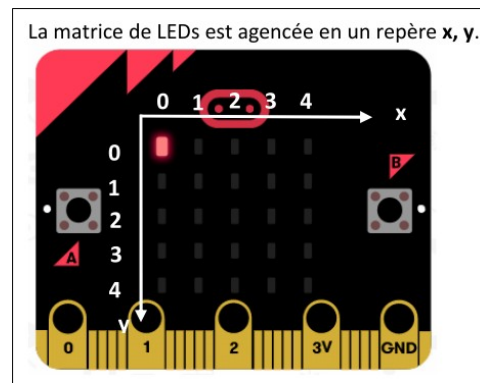 La matrice de LEDs est agencée en un repère x, y.
0 1 2 3 4
x
0
B
1
2
3
A
4
y
0 1 2 3V GND